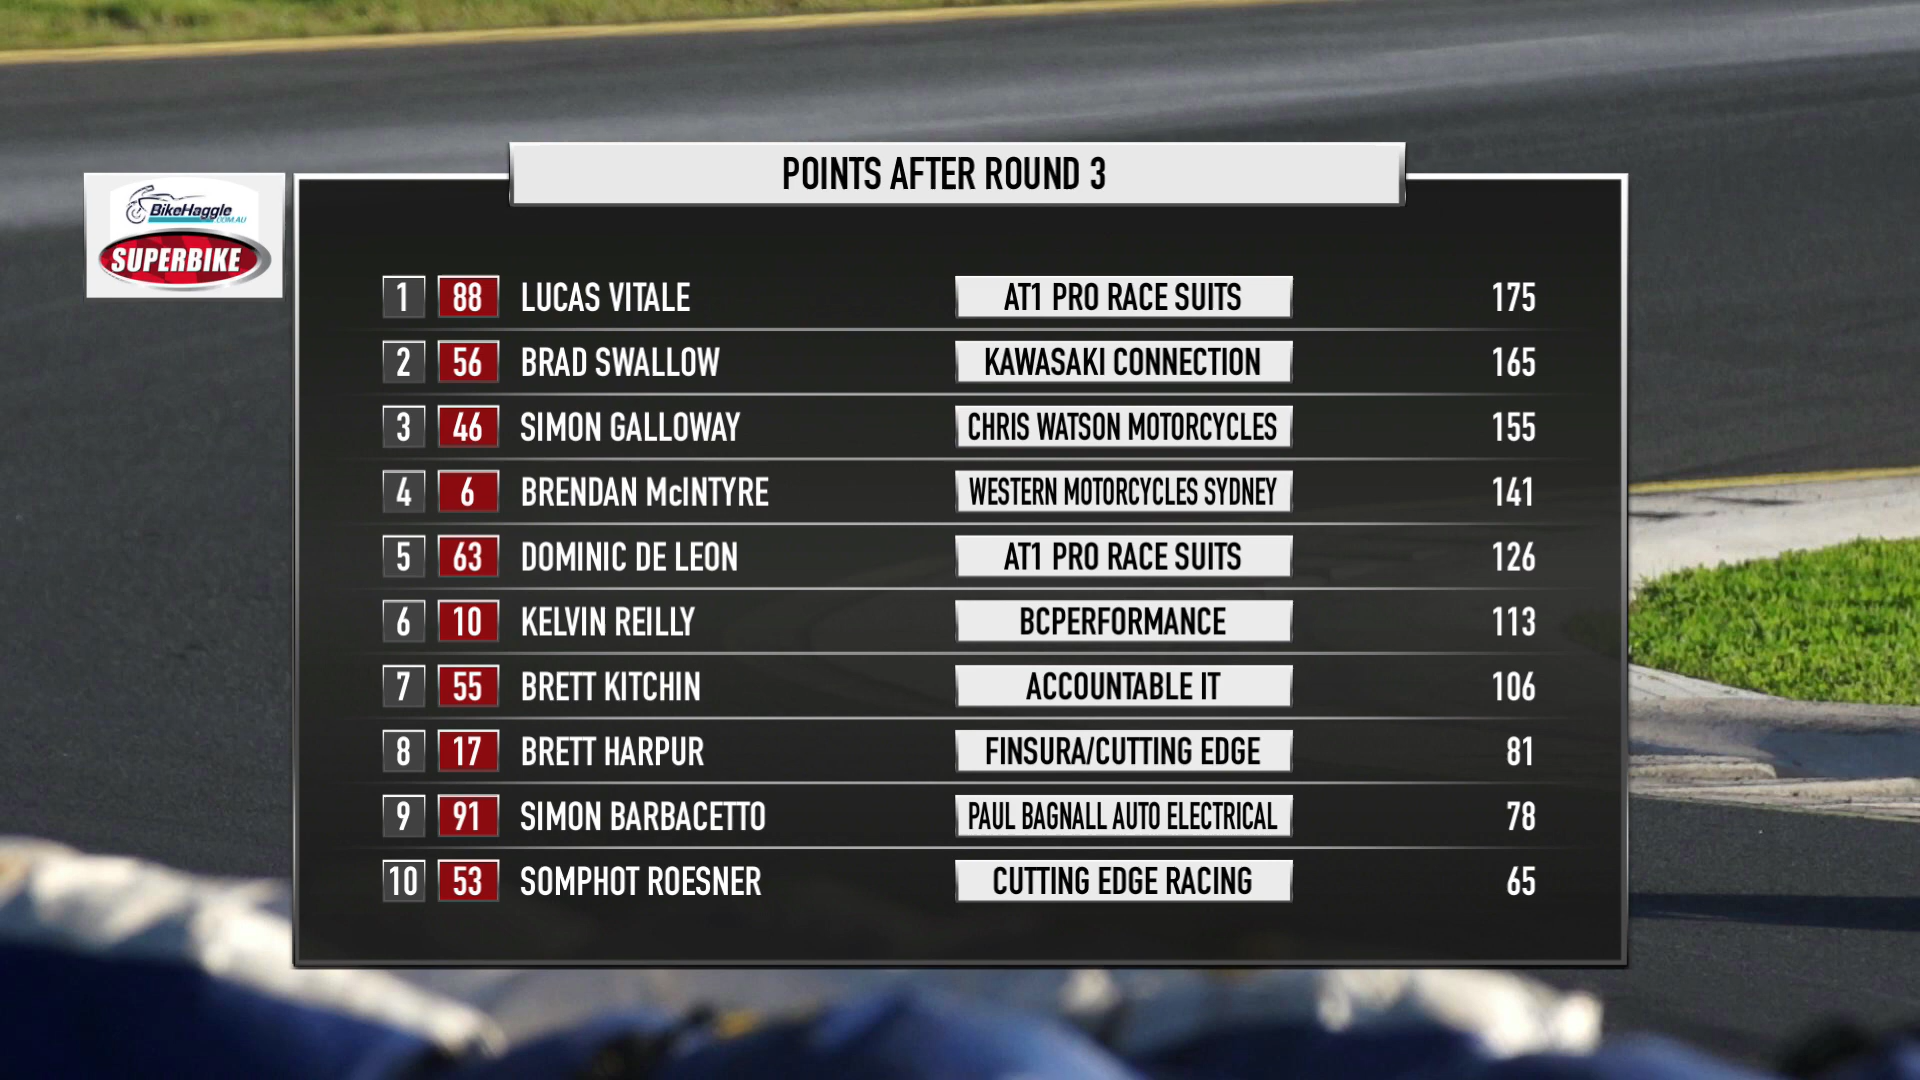 POINTS AFTER ROUND 3
BikeHaggle
.COM.AU
SUPERBIKE
1 88 LUCAS VITALE AT1 PRO RACE SUITS 175
2 56 BRAD SWALLOW KAWASAKI CONNECTION 165
3 46 SIMON GALLOWAY CHRIS WATSON MOTORCYCLES 155
4 6 BRENDAN McINTYRE WESTERN MOTORCYCLES SYDNEY 141
5 63 DOMINIC DE LEON AT1 PRO RACE SUITS 126
6 10 KELVIN REILLY BCPERFORMANCE 113
7 55 BRETT KITCHIN ACCOUNTABLE IT 106
8 17 BRETT HARPUR FINSURA/CUTTING EDGE 81
9 91 SIMON BARBACETTO PAUL BAGNALL AUTO ELECTRICAL 78
10 53 SOMPHOT ROESNER CUTTING EDGE RACING 65